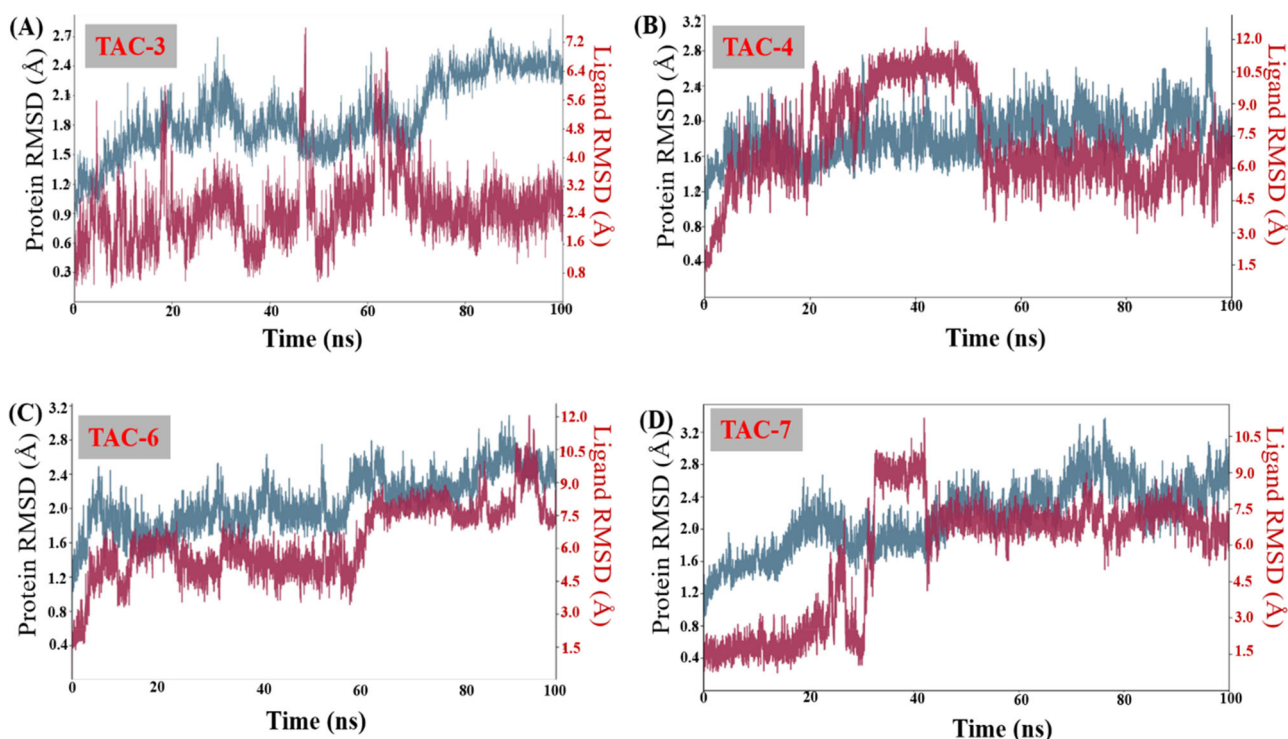 (A)
TAC-3
Protein RMSD (Å)
2.7
2.4
2.1
1.8
1.5
1.2
0.9
0.6
0.3
7.2
6.4
5.6
4.8
4.0
3.2
2.4
1.6
0.8
Ligand RMSD (Å)
0 20 40 60 80 100
Time (ns)
(B)
TAC-4
Protein RMSD (Å)
3.2
2.8
2.4
2.0
1.6
1.2
0.8
0.4
12.0
10.5
9.0
7.5
6.0
4.5
3.0
1.5
Ligand RMSD (Å)
0 20 40 60 80 100
Time (ns)
(C)
TAC-6
Protein RMSD (Å)
3.2
2.8
2.4
2.0
1.6
1.2
0.8
0.4
12.0
10.5
9.0
7.5
6.0
4.5
3.0
1.5
Ligand RMSD (Å)
0 20 40 60 80 100
Time (ns)
(D)
TAC-7
Protein RMSD (Å)
3.2
2.8
2.4
2.0
1.6
1.2
0.8
0.4
10.5
9.0
7.5
6.0
4.5
3.0
1.5
Ligand RMSD (Å)
0 20 40 60 80 100
Time (ns)